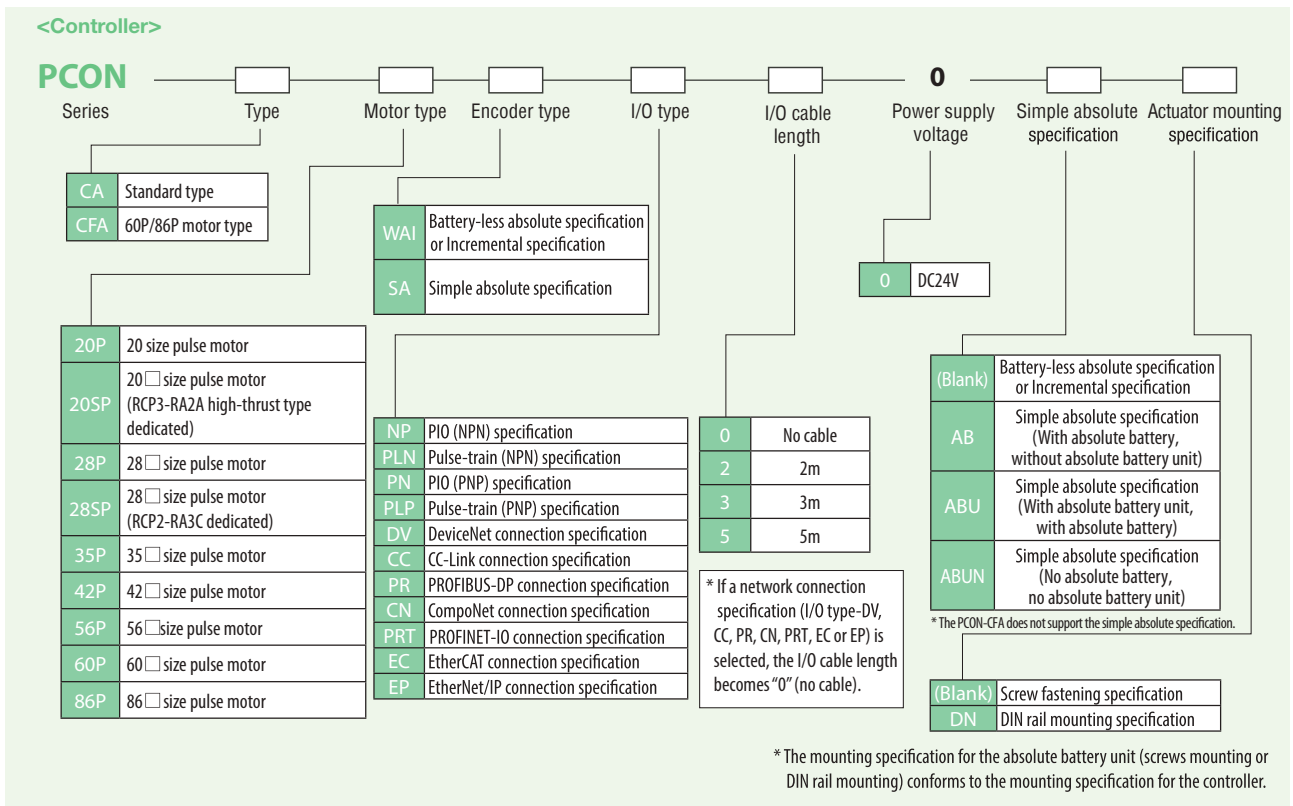 <Controller>
PCON
0
Series
Type
Motor type
Encoder type
I/O type
I/O cable
length
Power supply
voltage
Simple absolute
specification
Actuator mounting
specification
CA Standard type
CFA 60P/86P motor type
WAI Battery-less absolute specification
or Incremental specification
SA Simple absolute specification
0 DC24V
20P 20 size pulse motor
20SP 20□ size pulse motor
(RCP3-RA2A high-thrust type
dedicated)
28P 28□ size pulse motor
28SP 28□ size pulse motor
(RCP2-RA3C dedicated)
35P 35□ size pulse motor
42P 42□ size pulse motor
56P 56□size pulse motor
60P 60□ size pulse motor
86P 86□ size pulse motor
NP PIO (NPN) specification
PLN Pulse-train (NPN) specification
PN PIO (PNP) specification
PLP Pulse-train (PNP) specification
DV DeviceNet connection specification
CC CC-Link connection specification
PR PROFIBUS-DP connection specification
CN CompoNet connection specification
PRT PROFINET-IO connection specification
EC EtherCAT connection specification
EP EtherNet/IP connection specification
0 No cable
2 2m
3 3m
5 5m
* If a network connection
specification (I/O type-DV,
CC, PR, CN, PRT, EC or EP) is
selected, the I/O cable length
becomes “0” (no cable).
(Blank) Battery-less absolute specification
or Incremental specification
AB Simple absolute specification
(With absolute battery,
without absolute battery unit)
ABU Simple absolute specification
(With absolute battery unit,
with absolute battery)
ABUN Simple absolute specification
(No absolute battery,
no absolute battery unit)
* The PCON-CFA does not support the simple absolute specification.
(Blank) Screw fastening specification
DN DIN rail mounting specification
* The mounting specification for the absolute battery unit (screws mounting or
DIN rail mounting) conforms to the mounting specification for the controller.